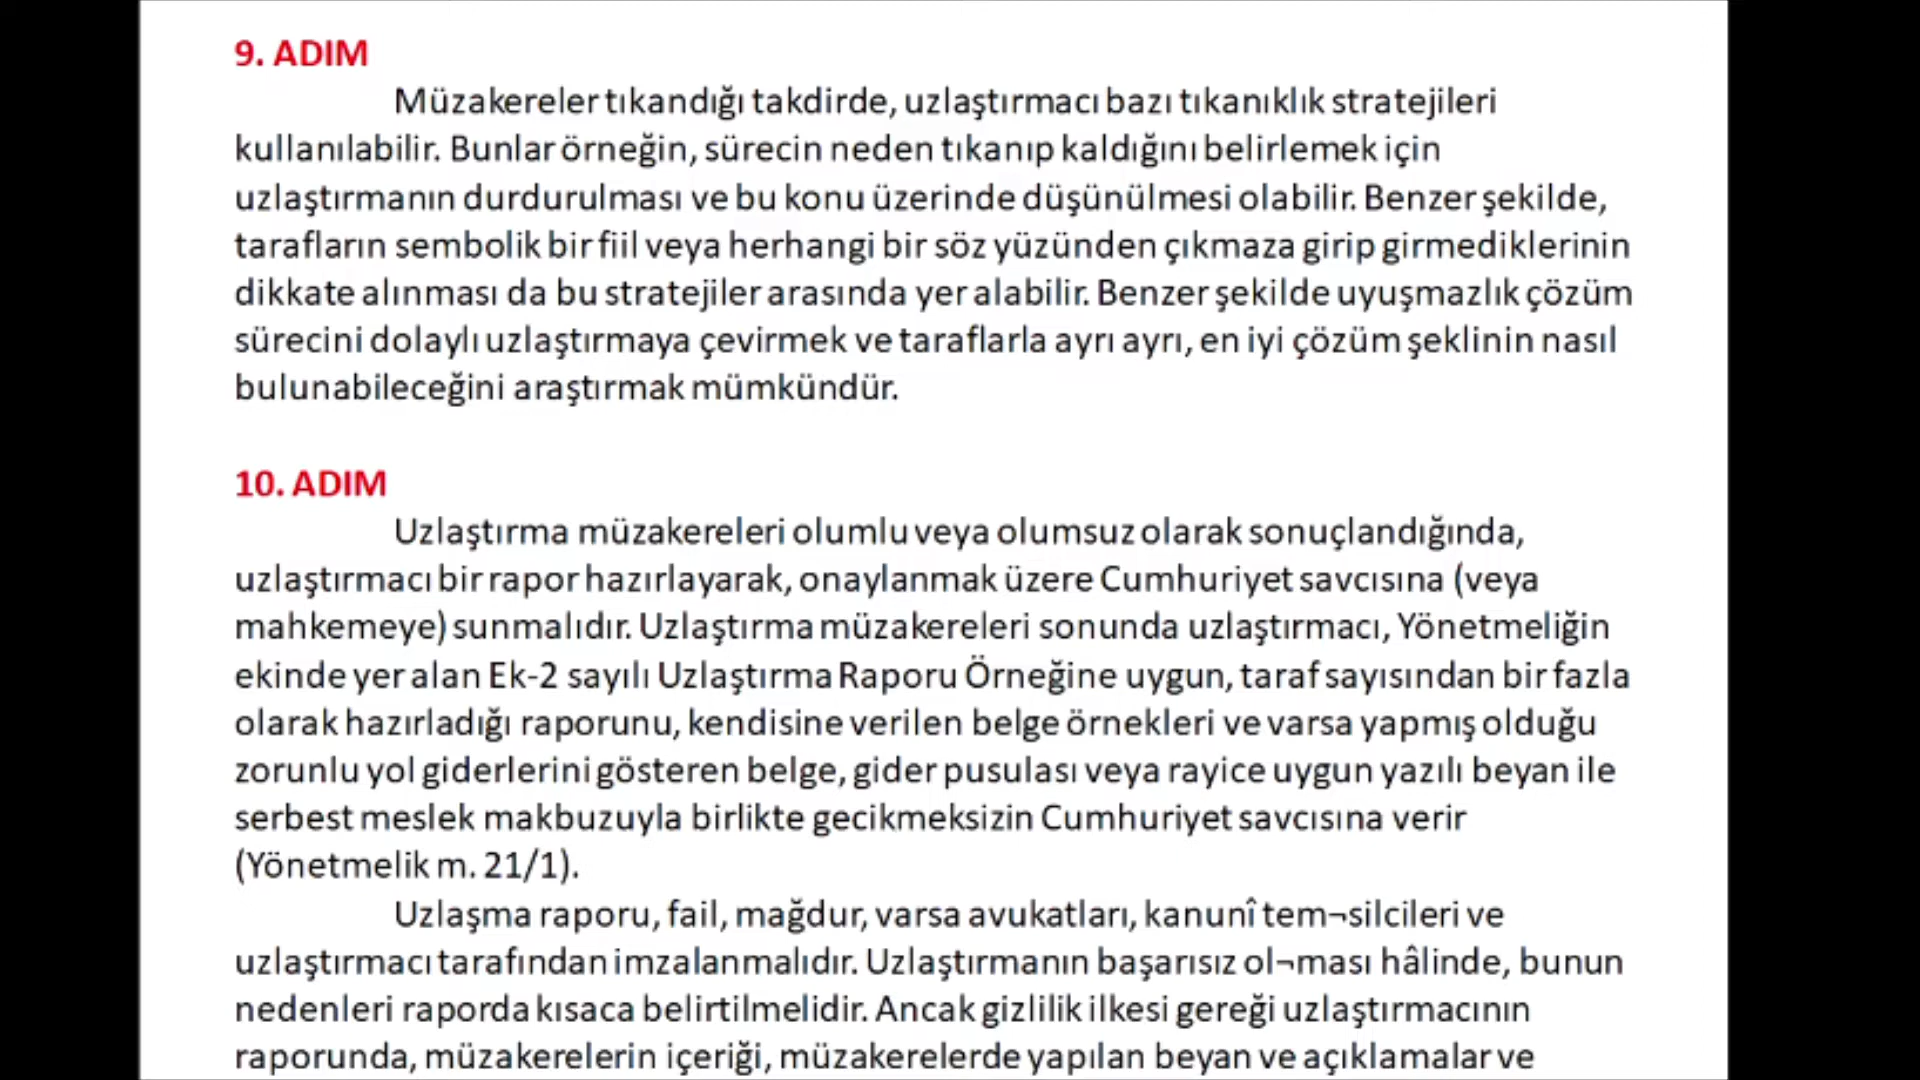 9. ADIM
Müzakereler tıkandığı takdirde, uzlaştırmacı bazı tıkanıklık stratejileri
kullanılabilir. Bunlar örneğin, sürecin neden tıkanıp kaldığını belirlemek için
uzlaştırmanın durdurulması ve bu konu üzerinde düşünülmesi olabilir. Benzer şekilde,
tarafların sembolik bir fiil veya herhangi bir söz yüzünden çıkmaza girip girmediklerinin
dikkate alınması da bu stratejiler arasında yer alabilir. Benzer şekilde uyuşmazlık çözüm
sürecini dolaylı uzlaştırmaya çevirmek ve taraflarla ayrı ayrı, en iyi çözüm şeklinin nasıl
bulunabileceğini araştırmak mümkündür.
10. ADIM
Uzlaştırma müzakereleri olumlu veya olumsuz olarak sonuçlandığında,
uzlaştırmacı bir rapor hazırlayarak, onaylanmak üzere Cumhuriyet savcısına (veya
mahkemeye) sunmalıdır. Uzlaştırma müzakereleri sonunda uzlaştırmacı, Yönetmeliğin
ekinde yer alan Ek-2 sayılı Uzlaştırma Raporu Örneğine uygun, taraf sayısından bir fazla
olarak hazırladığı raporunu, kendisine verilen belge örnekleri ve varsa yapmış olduğu
zorunlu yol giderlerini gösteren belge, gider pusulası veya rayice uygun yazılı beyan ile
serbest meslek makbuzuyla birlikte gecikmeksizin Cumhuriyet savcısına verir
(Yönetmelik m. 21/1).
Uzlaşma raporu, fail, mağdur, varsa avukatları, kanunî tem¬silcileri ve
uzlaştırmacı tarafından imzalanmalıdır. Uzlaştırmanın başarısız ol¬ması hâlinde, bunun
nedenleri raporda kısaca belirtilmelidir. Ancak gizlilik ilkesi gereği uzlaştırmacının
raporunda, müzakerelerin içeriği, müzakerelerde yapılan beyan ve açıklamalar ve